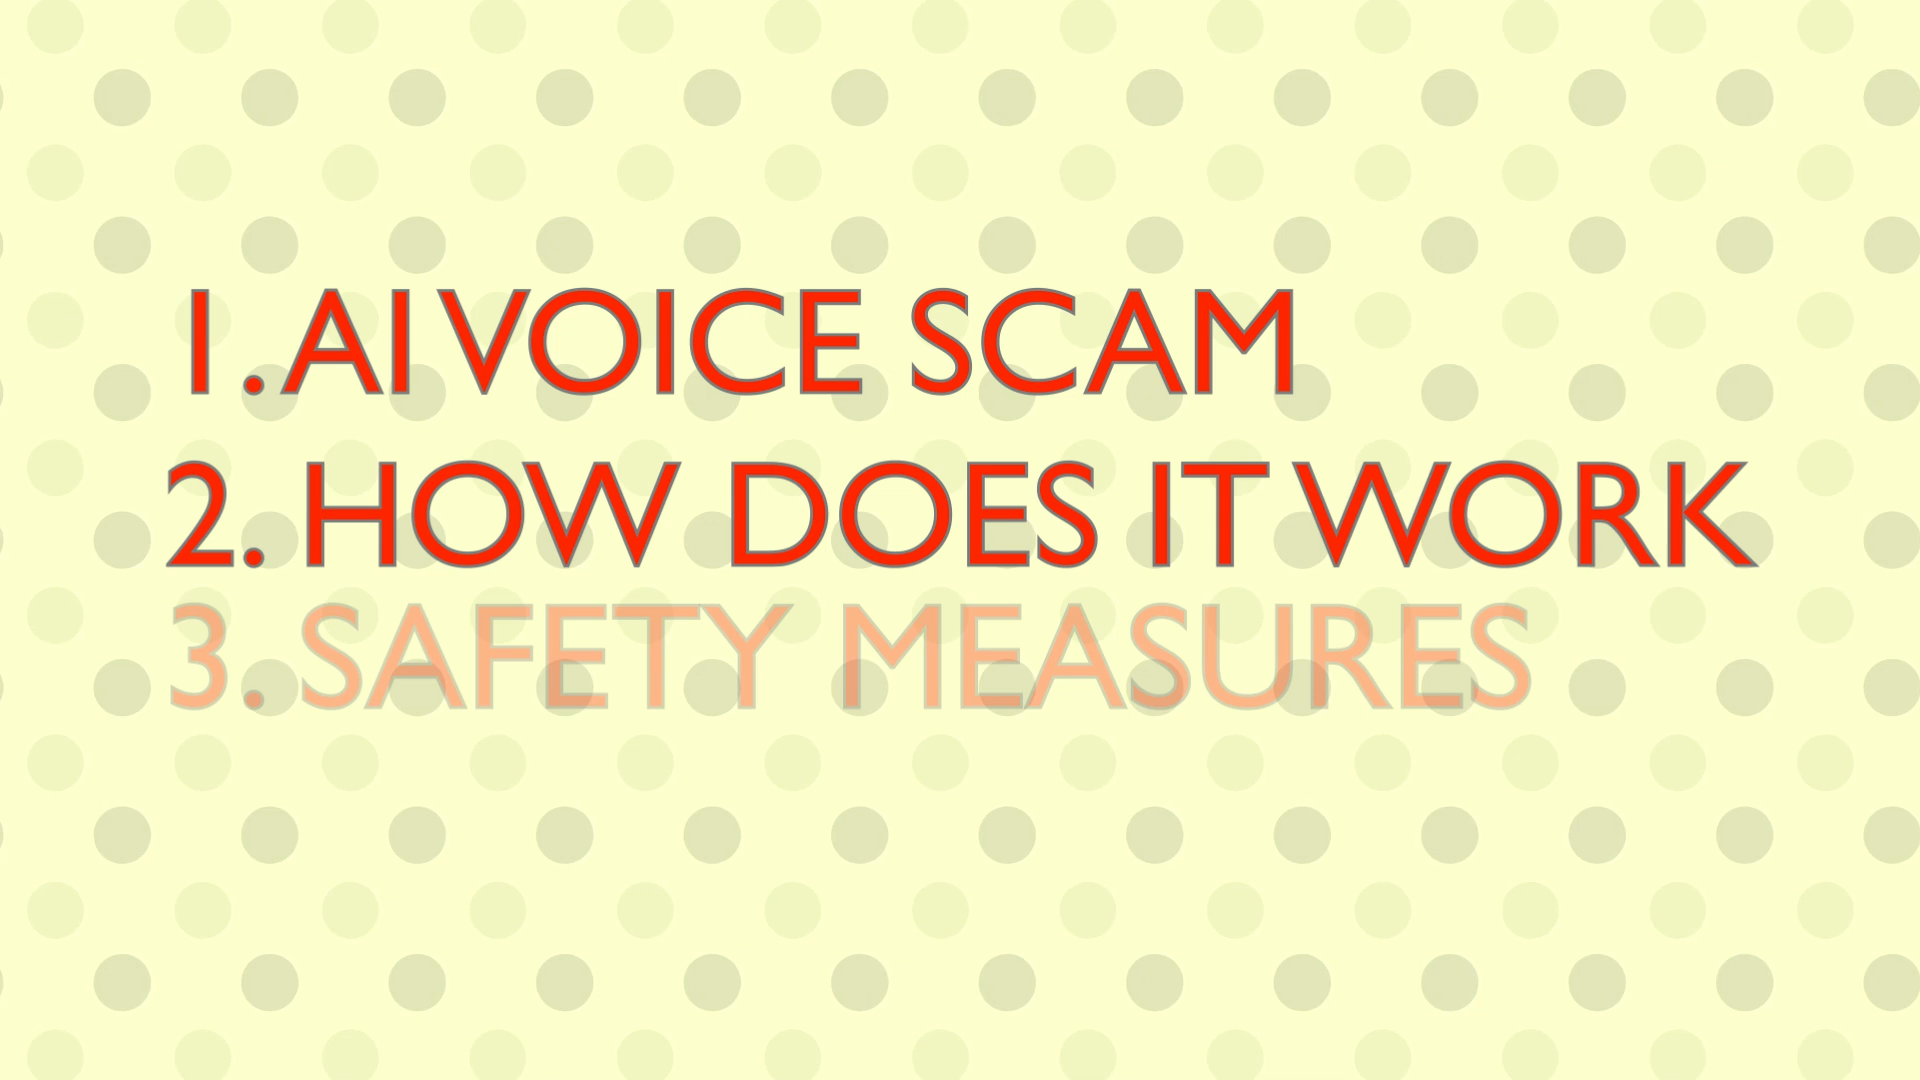 1. AI VOICE SCAM
2. HOW DOES IT WORK
3. SAFETY MEASURES